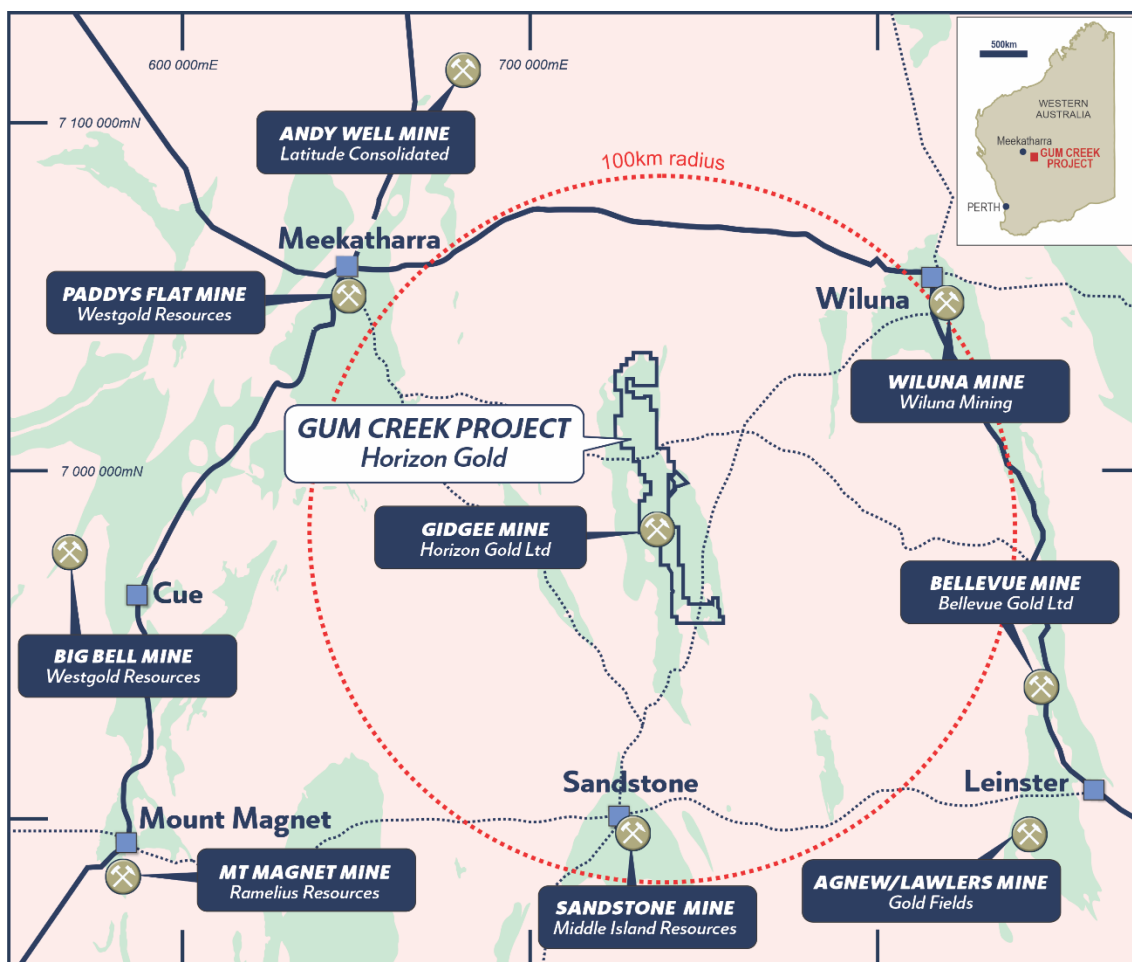 600 000mE
700 000mE
7 100 000mN
7 000 000mN
500km
WESTERN
AUSTRALIA
Meekatharra
GUM CREEK
PROJECT
PERTH
ANDY WELL MINE
Latitude Consolidated
100km radius
Meekatharra
PADDYS FLAT MINE
Westgold Resources
Wiluna
WILUNA MINE
Wiluna Mining
GUM CREEK PROJECT
Horizon Gold
GIDGEE MINE
Horizon Gold Ltd
BELLEVUE MINE
Bellevue Gold Ltd
Cue
BIG BELL MINE
Westgold Resources
Sandstone
Leinster
Mount Magnet
MT MAGNET MINE
Ramelius Resources
SANDSTONE MINE
Middle Island Resources
AGNEW/LAWLERS MINE
Gold Fields